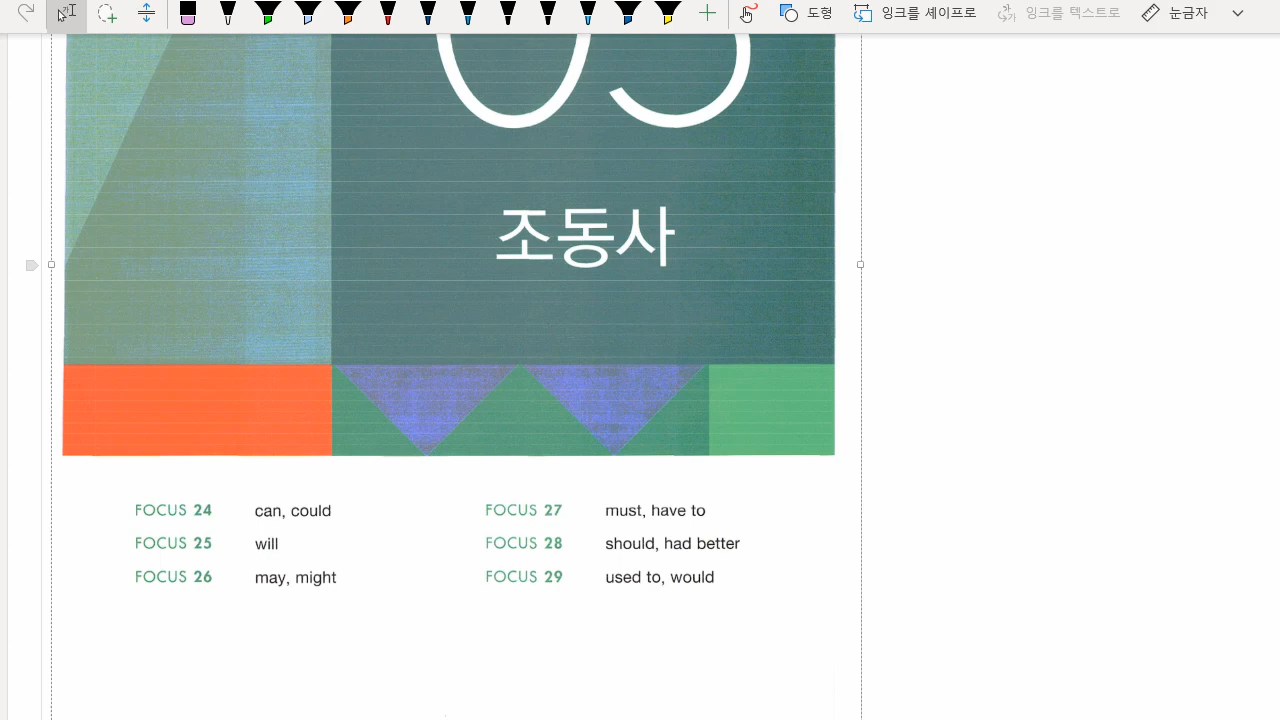 도형
잉크를 셰이프로
잉크를 텍스트로
눈금자
조동사
FOCUS 24 can, could
FOCUS 25 will
FOCUS 26 may, might
FOCUS 27 must, have to
FOCUS 28 should, had better
FOCUS 29 used to, would